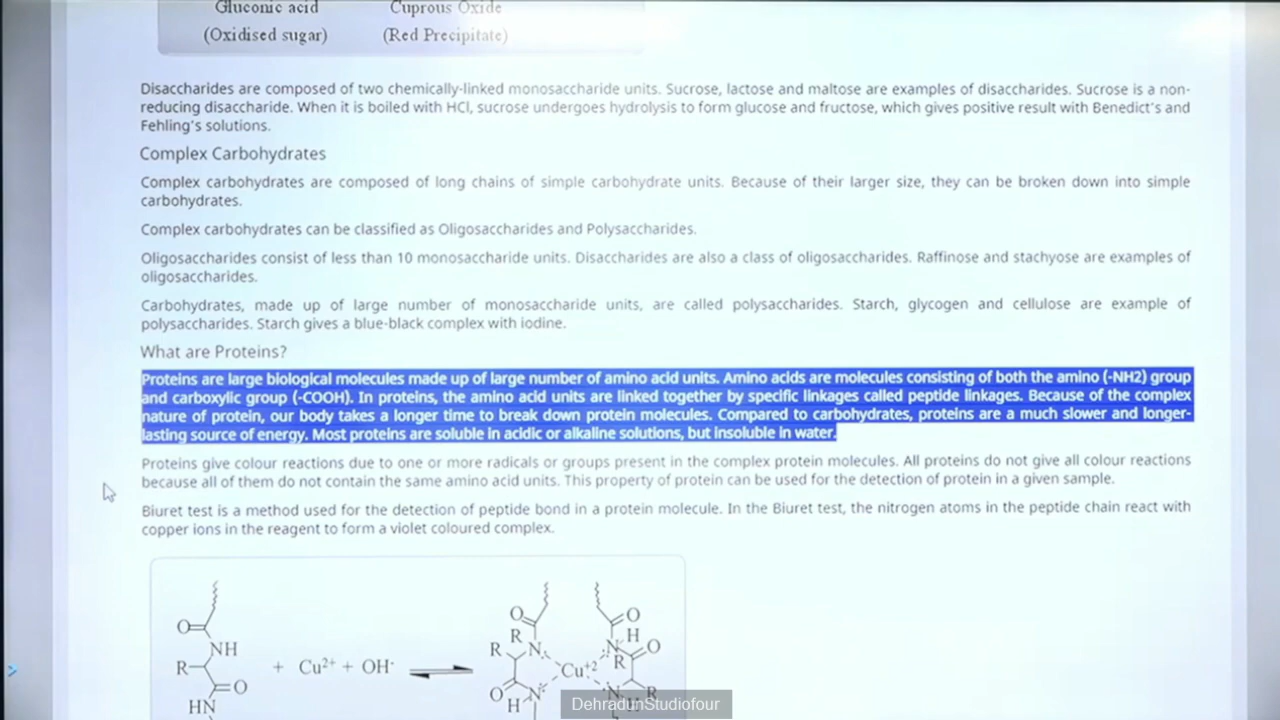 Gluconic acid Cuprous Oxide
(Oxidised sugar) (Red Precipitate)
Disaccharides are composed of two chemically-linked monosaccharide units. Sucrose, lactose and maltose are examples of disaccharides. Sucrose is a non-
reducing disaccharide. When it is boiled with HCl, sucrose undergoes hydrolysis to form glucose and fructose, which gives positive result with Benedict's and
Fehling's solutions.
Complex Carbohydrates
Complex carbohydrates are composed of long chains of simple carbohydrate units. Because of their larger size, they can be broken down into simple
carbohydrates.
Complex carbohydrates can be classified as Oligosaccharides and Polysaccharides.
Oligosaccharides consist of less than 10 monosaccharide units. Disaccharides are also a class of oligosaccharides. Raffinose and stachyose are examples of
oligosaccharides.
Carbohydrates, made up of large number of monosaccharide units, are called polysaccharides. Starch, glycogen and cellulose are example of
polysaccharides. Starch gives a blue-black complex with iodine.
What are Proteins?
Proteins are large biological molecules made up of large number of amino acid units. Amino acids are molecules consisting of both the amino (-NH2) group
and carboxylic group (-COOH). In proteins, the amino acid units are linked together by specific linkages called peptide linkages. Because of the complex
nature of protein, our body takes a longer time to break down protein molecules. Compared to carbohydrates, proteins are a much slower and longer-
lasting source of energy. Most proteins are soluble in acidic or alkaline solutions, but insoluble in water.
Proteins give colour reactions due to one or more radicals or groups present in the complex protein molecules. All proteins do not give all colour reactions
because all of them do not contain the same amino acid units. This property of protein can be used for the detection of protein in a given sample.
Biuret test is a method used for the detection of peptide bond in a protein molecule. In the Biuret test, the nitrogen atoms in the peptide chain react with
copper ions in the reagent to form a violet coloured complex.
O O O
R H
NH R N N O
R + Cu²⁺ + OH⁻ Cu⁺² R
O O N N R
HN H H
DehradunStudiofour